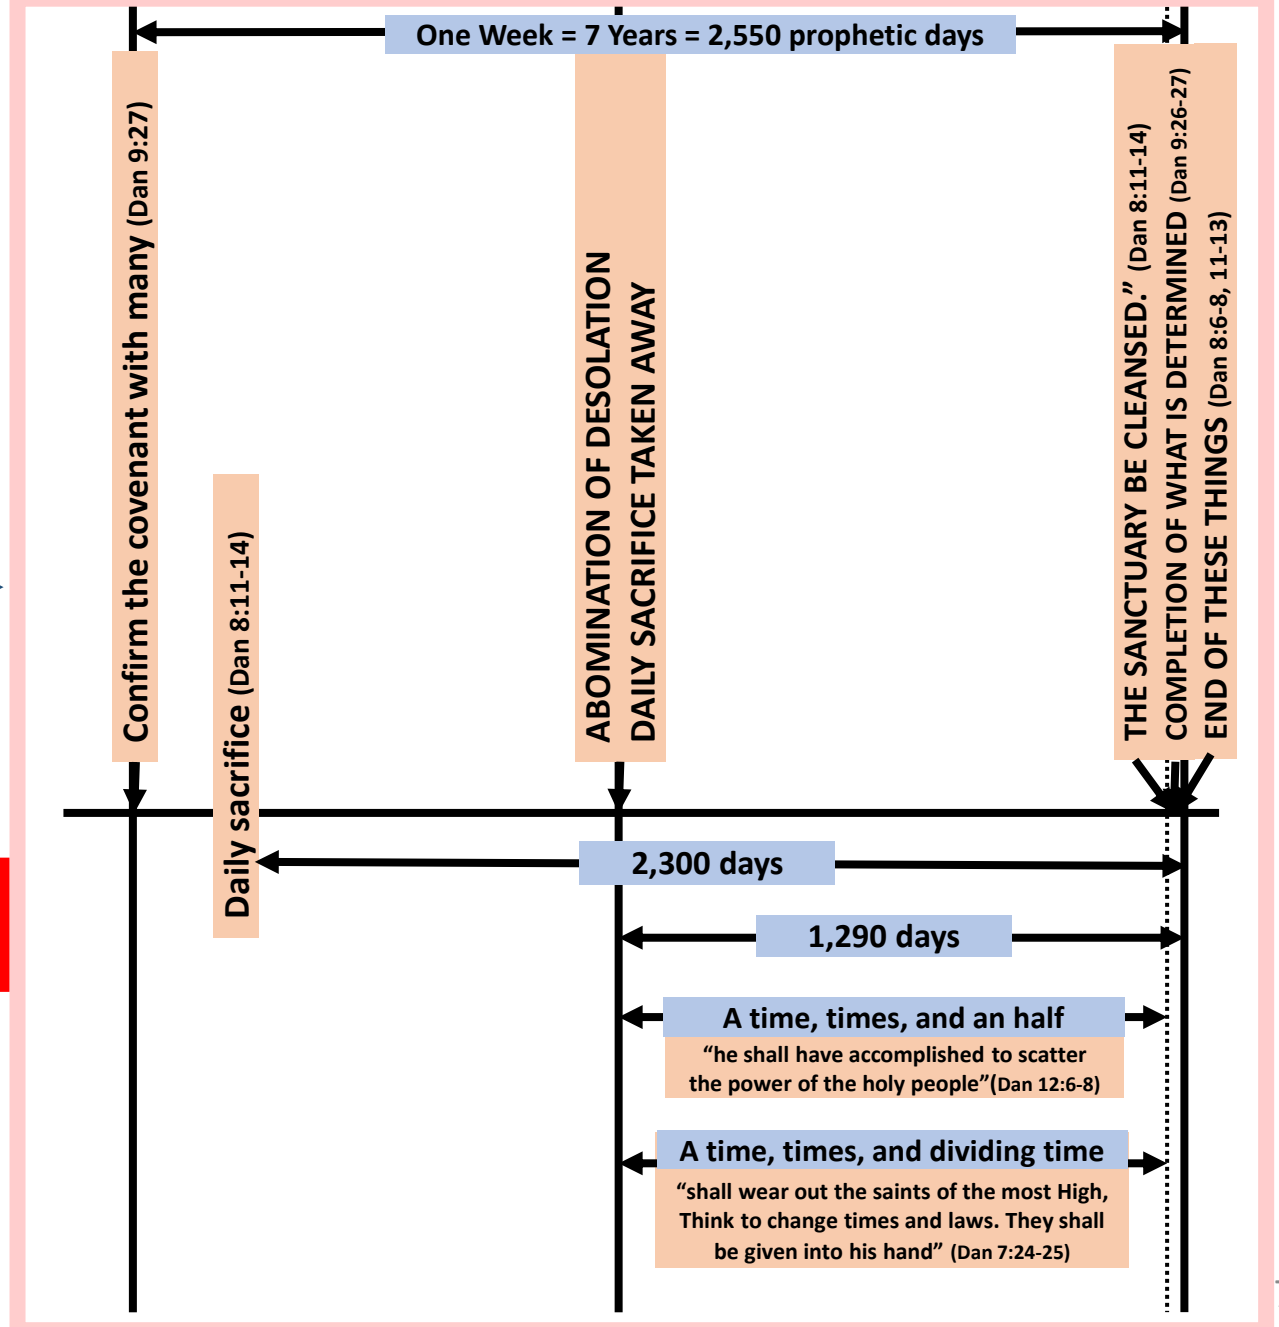 One Week = 7 Years = 2,550 prophetic days
Confirm the covenant with many (Dan 9:27)
Daily sacrifice (Dan 8:11-14)
ABOMINATION OF DESOLATION
DAILY SACRIFICE TAKEN AWAY
THE SANCTUARY BE CLEANSED.” (Dan 8:11-14)
COMPLETION OF WHAT IS DETERMINED (Dan 9:26-27)
END OF THESE THINGS (Dan 8:6-8, 11-13)
2,300 days
1,290 days
A time, times, and an half
“he shall have accomplished to scatter
the power of the holy people”(Dan 12:6-8)
A time, times, and dividing time
“shall wear out the saints of the most High,
Think to change times and laws. They shall
be given into his hand” (Dan 7:24-25)